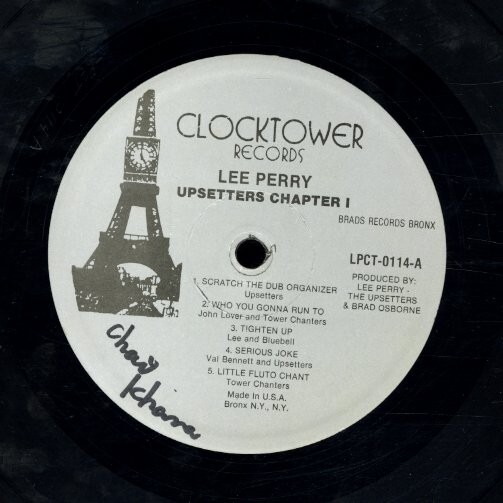 CLOCKTOWER
RECORDS
LEE PERRY
UPSETTERS CHAPTER I
BRADS RECORDS BRONX
LPCT-0114-A
PRODUCED BY:
LEE PERRY -
THE UPSETTERS
& BRAD OSBORNE
1. SCRATCH THE DUB ORGANIZER
Upsetters
2. WHO YOU GONNA RUN TO
John Lover and Tower Chanters
3. TIGHTEN UP
Lee and Bluebell
4. SERIOUS JOKE
Val Bennett and Upsetters
5. LITTLE FLUTO CHANT
Tower Chanters
Made In U.S.A.
Bronx N.Y., N.Y.